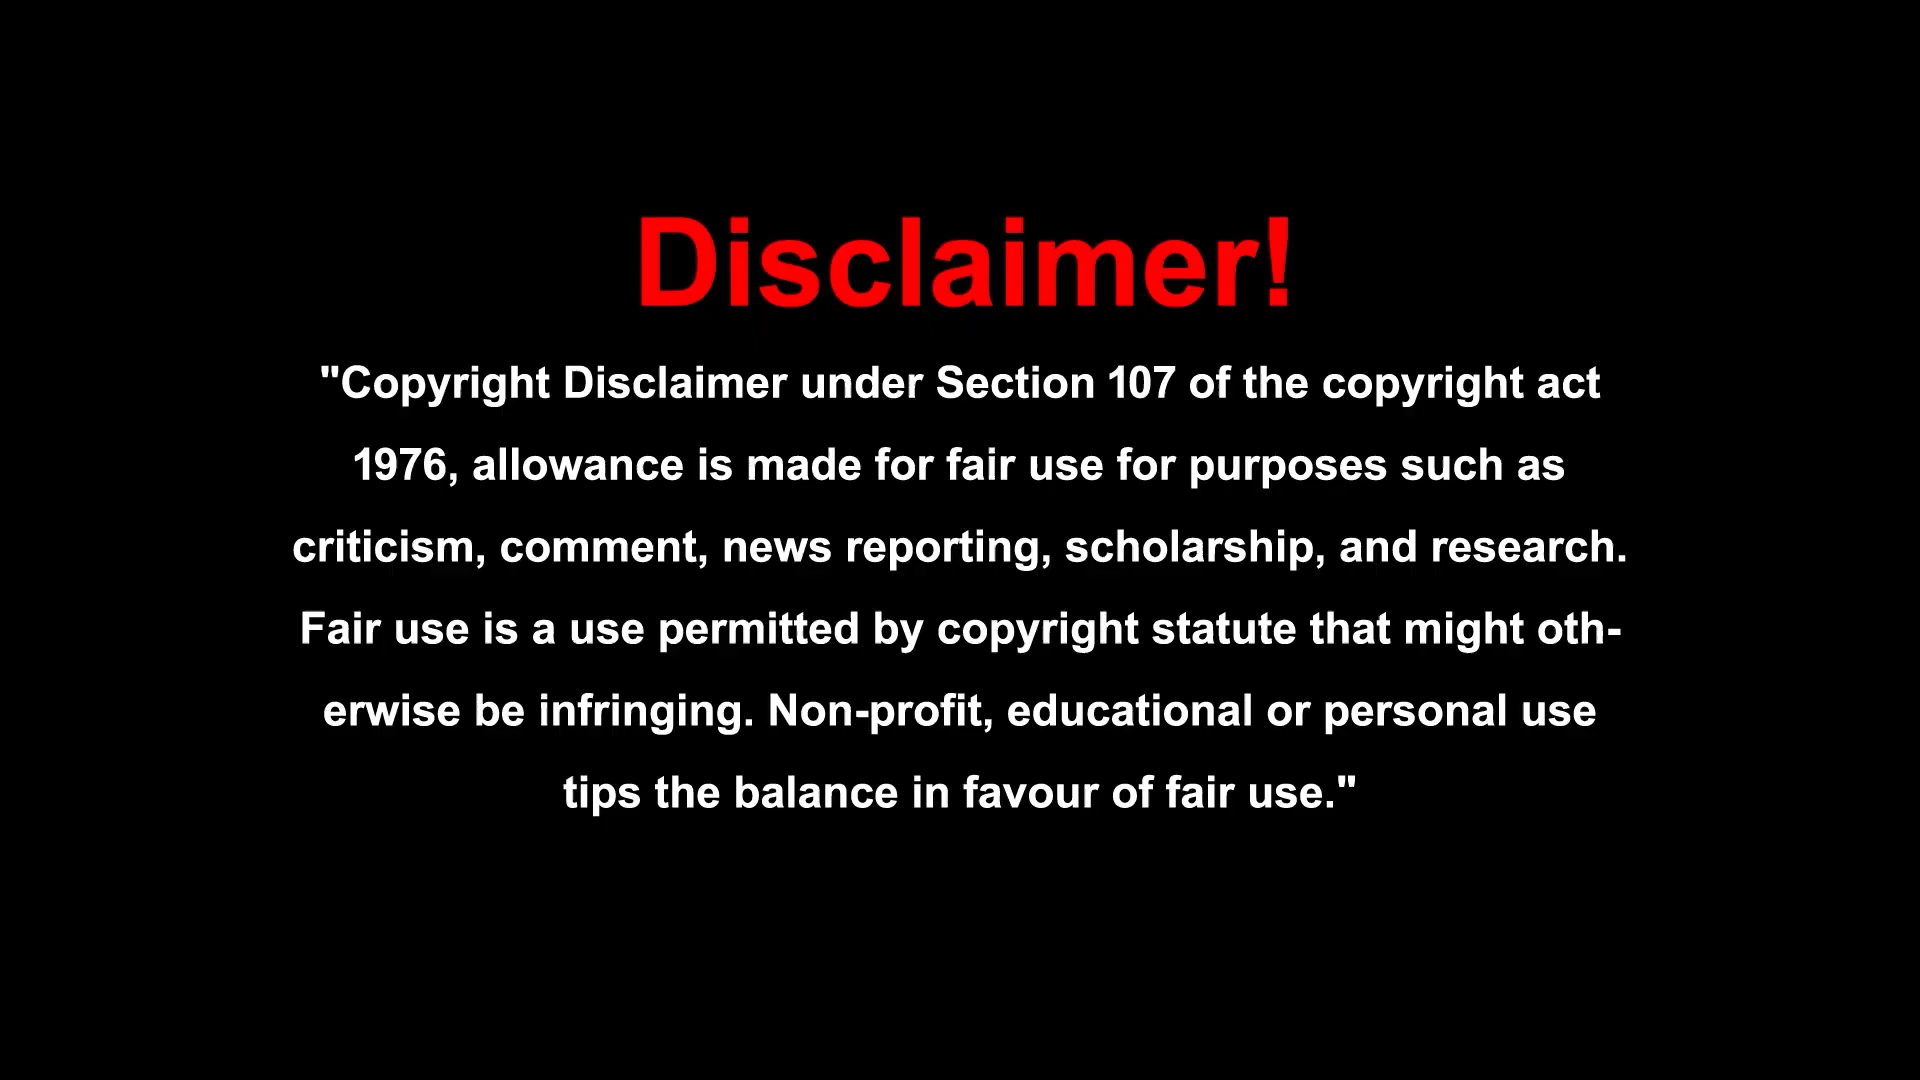 Disclaimer!
"Copyright Disclaimer under Section 107 of the copyright act
1976, allowance is made for fair use for purposes such as
criticism, comment, news reporting, scholarship, and research.
Fair use is a use permitted by copyright statute that might oth-
erwise be infringing. Non-profit, educational or personal use
tips the balance in favour of fair use."